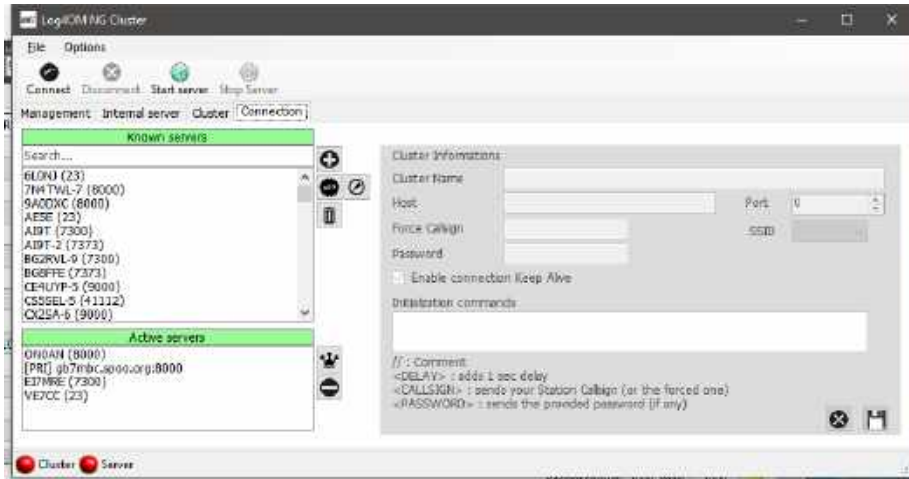 Log4OM NG Cluster
File Options
Connect Disconnect Start server Stop Server
Management Internal server Cluster Connection
Known servers
Search...
6L0NJ (23)
7N4TWL-7 (8000)
9A0DXC (8000)
AE5E (23)
AI9T (7300)
AI9T-2 (7373)
BG2RVL-9 (7300)
BG8FFE (7373)
CE4UYP-5 (9000)
CS5SEL-5 (41112)
CX2SA-6 (9000)
Active servers
ON0AN (8000)
[PRI] gb7mbc.spoo.org:8000
EI7MRE (7300)
VE7CC (23)
Cluster Informations
Cluster Name
Host Port 0
Force Callsign SSID
Password
Enable connection Keep Alive
Initialization commands
// : Comment
<DELAY> : adds 1 sec delay
<CALLSIGN> : sends your Station Callsign (or the forced one)
<PASSWORD> : sends the provided password (if any)
Cluster Server